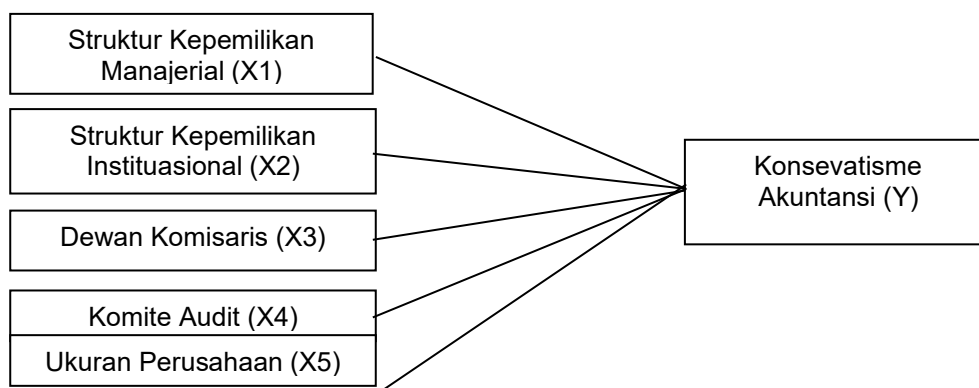 Struktur Kepemilikan
Manajerial (X1)
Struktur Kepemilikan
Instituasional (X2)
Dewan Komisaris (X3)
Komite Audit (X4)
Ukuran Perusahaan (X5)
Konsevatisme
Akuntansi (Y)